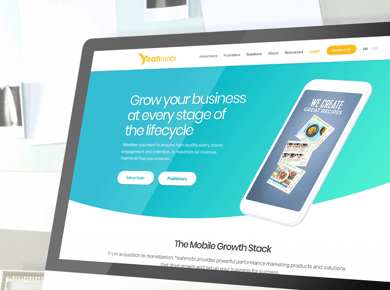 Yeahmobi
Advertisers Publishers Solutions About Resources Login Contact Us EN
Grow your business
at every stage of
the lifecycle
Whether you need to acquire high quality users, boost
engagement and retention, or maximize ad revenue,
Yeahmobi has you covered.
Advertiser Publishers
WE CREATE
GREAT RECIPES
The Mobile Growth Stack
From acquisition to monetization, Yeahmobi provides powerful performance marketing products and solutions
that drive growth and set up your business for success.